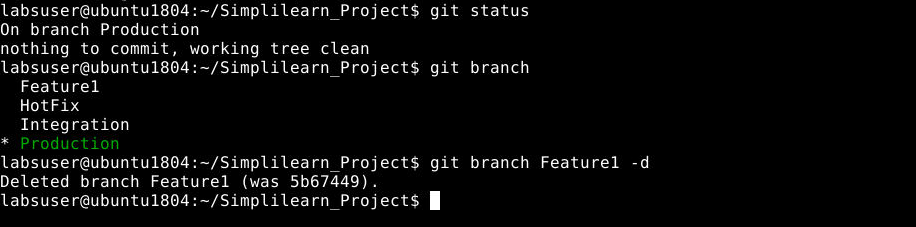 labsuser@ubuntu1804:~/Simplilearn_Project$ git status
On branch Production
nothing to commit, working tree clean
labsuser@ubuntu1804:~/Simplilearn_Project$ git branch
  Feature1
  HotFix
  Integration
* Production
labsuser@ubuntu1804:~/Simplilearn_Project$ git branch Feature1 -d
Deleted branch Feature1 (was 5b67449).
labsuser@ubuntu1804:~/Simplilearn_Project$